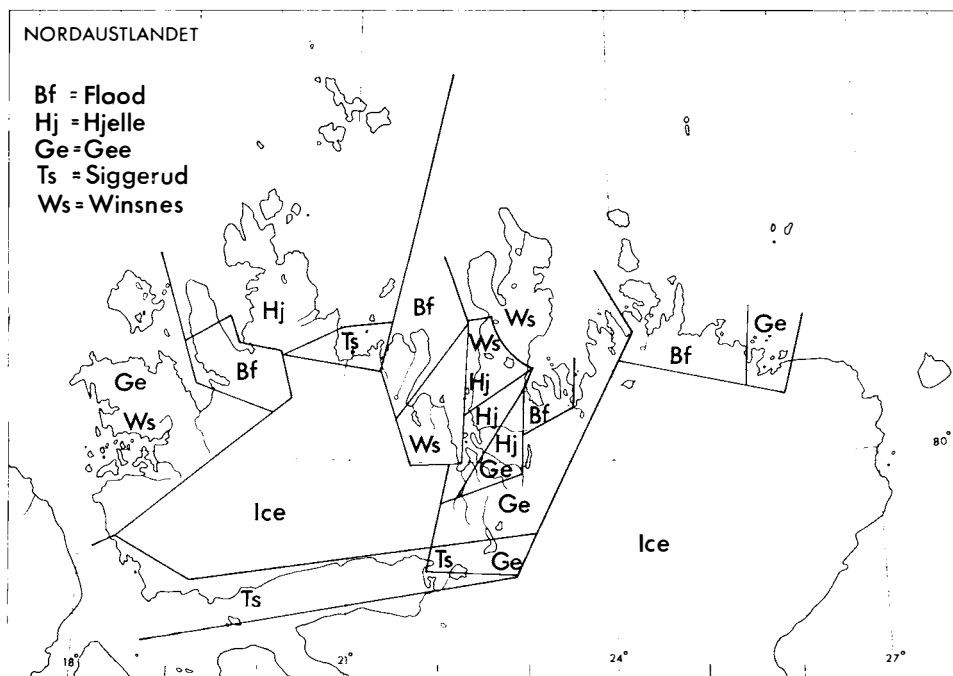 NORDAUSTLANDET
Bf = Flood
Hj = Hjelle
Ge = Gee
Ts = Siggerud
Ws = Winsnes
Bf
Ws
Hj
Ge
Ts
Ws
Bf
Ge
Bf
Hj
Ws
Hj
Bf
Ws
Hj
80°
Ge
Ice
Ge
Ice
Ts
Ge
Ts
18°
21°
24°
27°